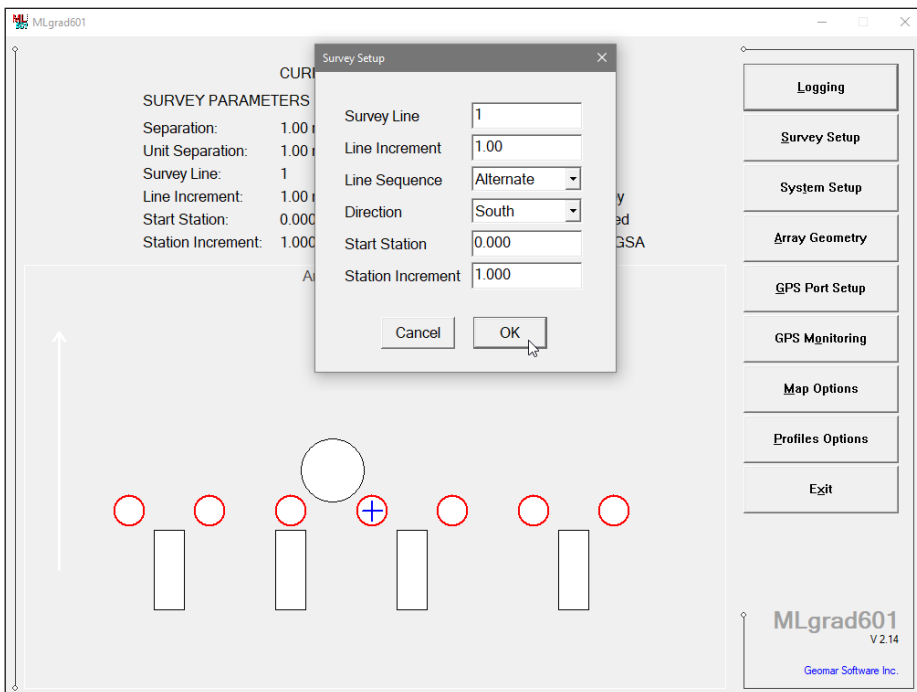 MLgrad601
CURR
SURVEY PARAMETERS
Separation: 1.00 m
Unit Separation: 1.00 m
Survey Line: 1
Line Increment: 1.00 m
Start Station: 0.000
Station Increment: 1.000
y
ed
GSA
Ar
Survey Setup
Survey Line 1
Line Increment 1.00
Line Sequence Alternate
Direction South
Start Station 0.000
Station Increment 1.000
Cancel OK
Logging
Survey Setup
System Setup
Array Geometry
GPS Port Setup
GPS Monitoring
Map Options
Profiles Options
Exit
MLgrad601
V 2.14
Geomar Software Inc.